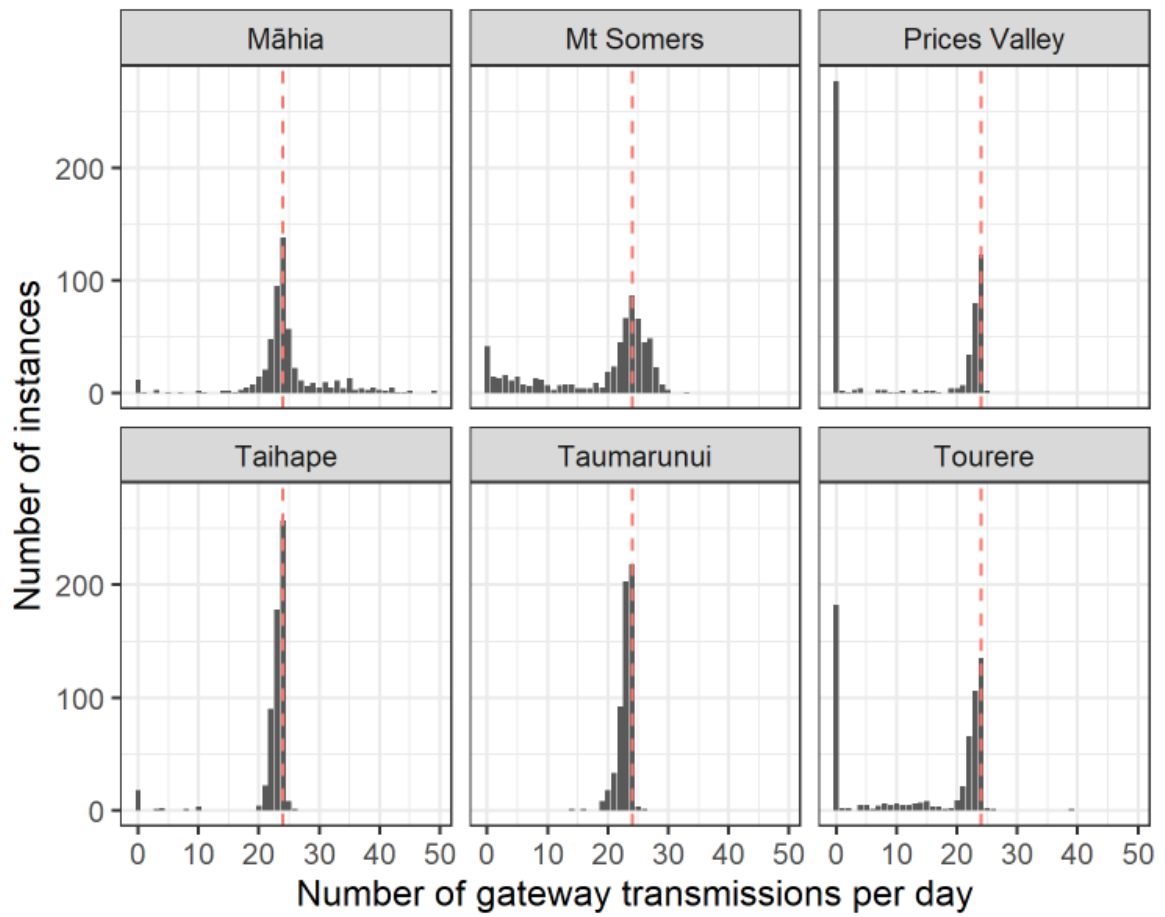 Māhia Mt Somers Prices Valley
200
100
0
Taihape Taumarunui Tourere
200
100
0
0 10 20 30 40 50 0 10 20 30 40 50 0 10 20 30 40 50
Number of gateway transmissions per day
Number of instances